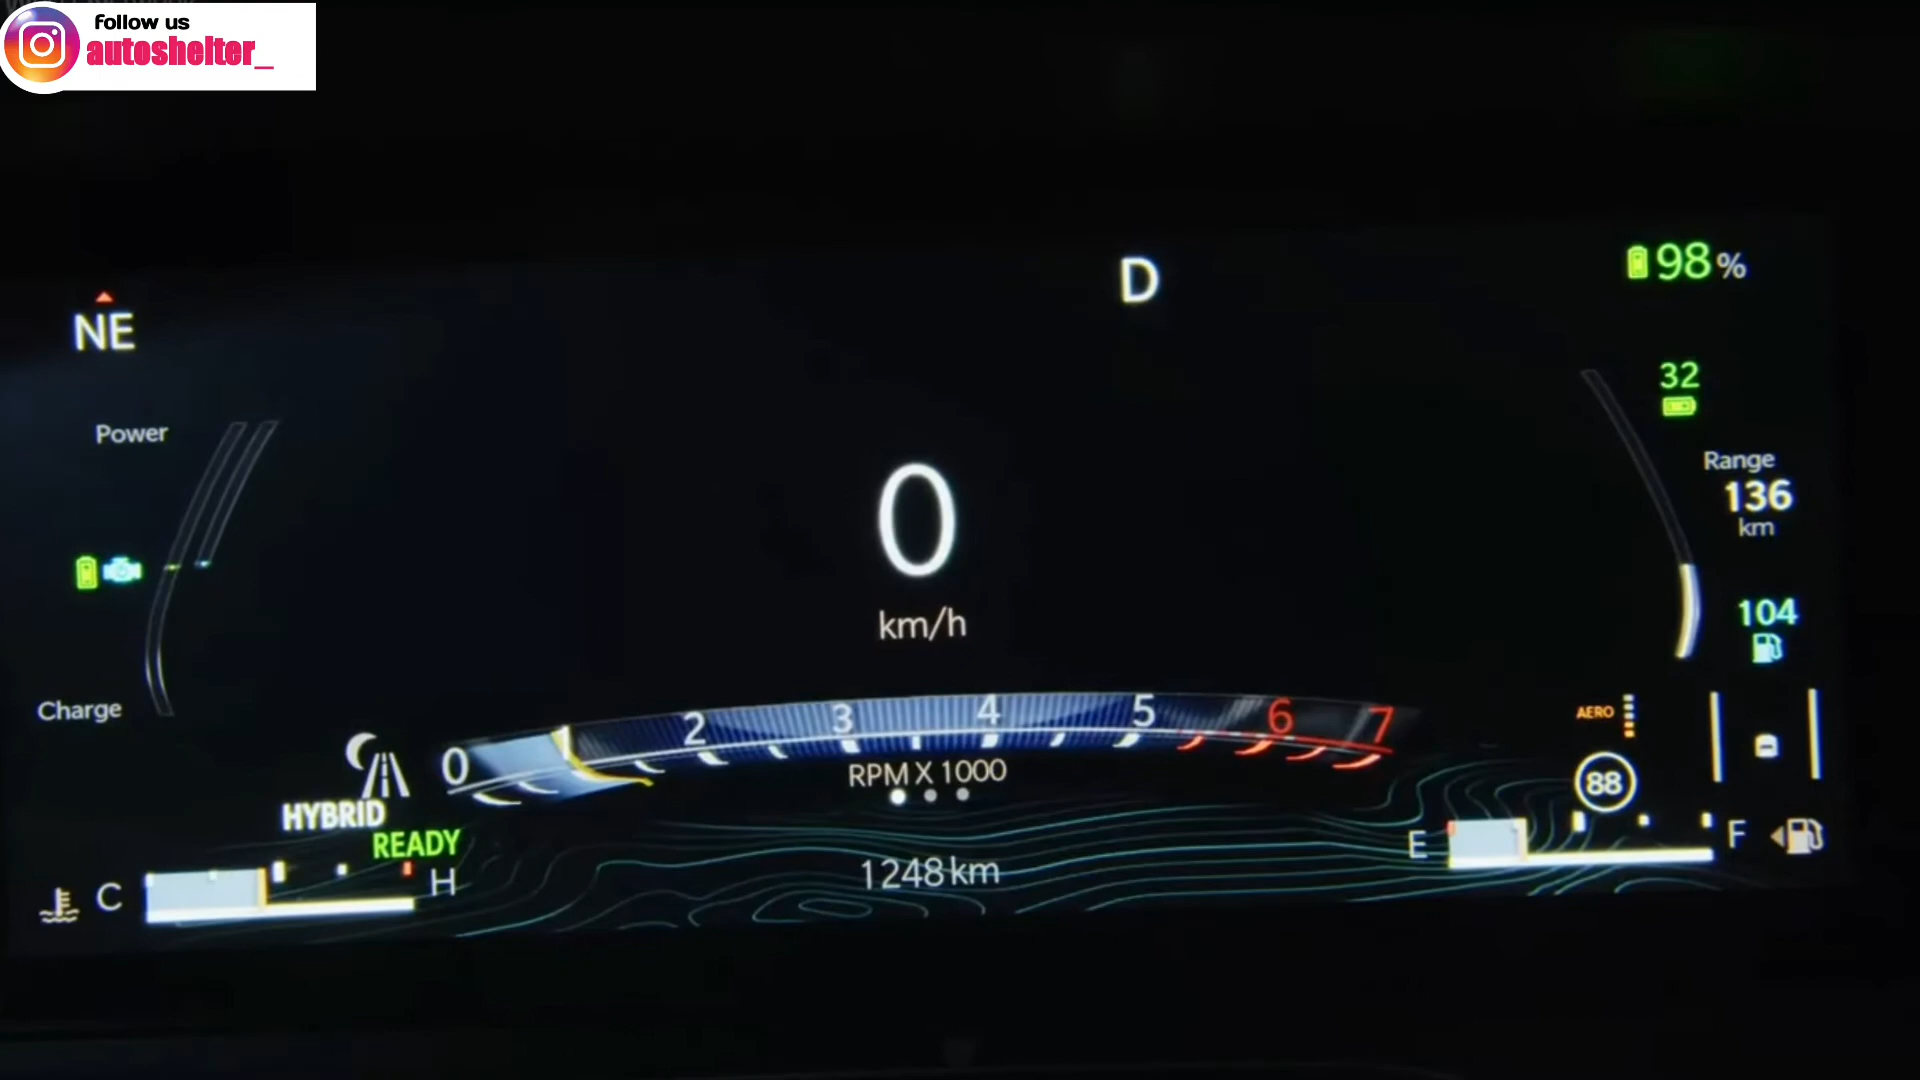 follow us
autoshelter_
D
98%
NE
32
Power
Range
136
km
0
km/h
104
Charge
AERO
0 1 2 3 4 5 6 7
RPM X 1000
88
HYBRID
READY
E F
1248 km
C H